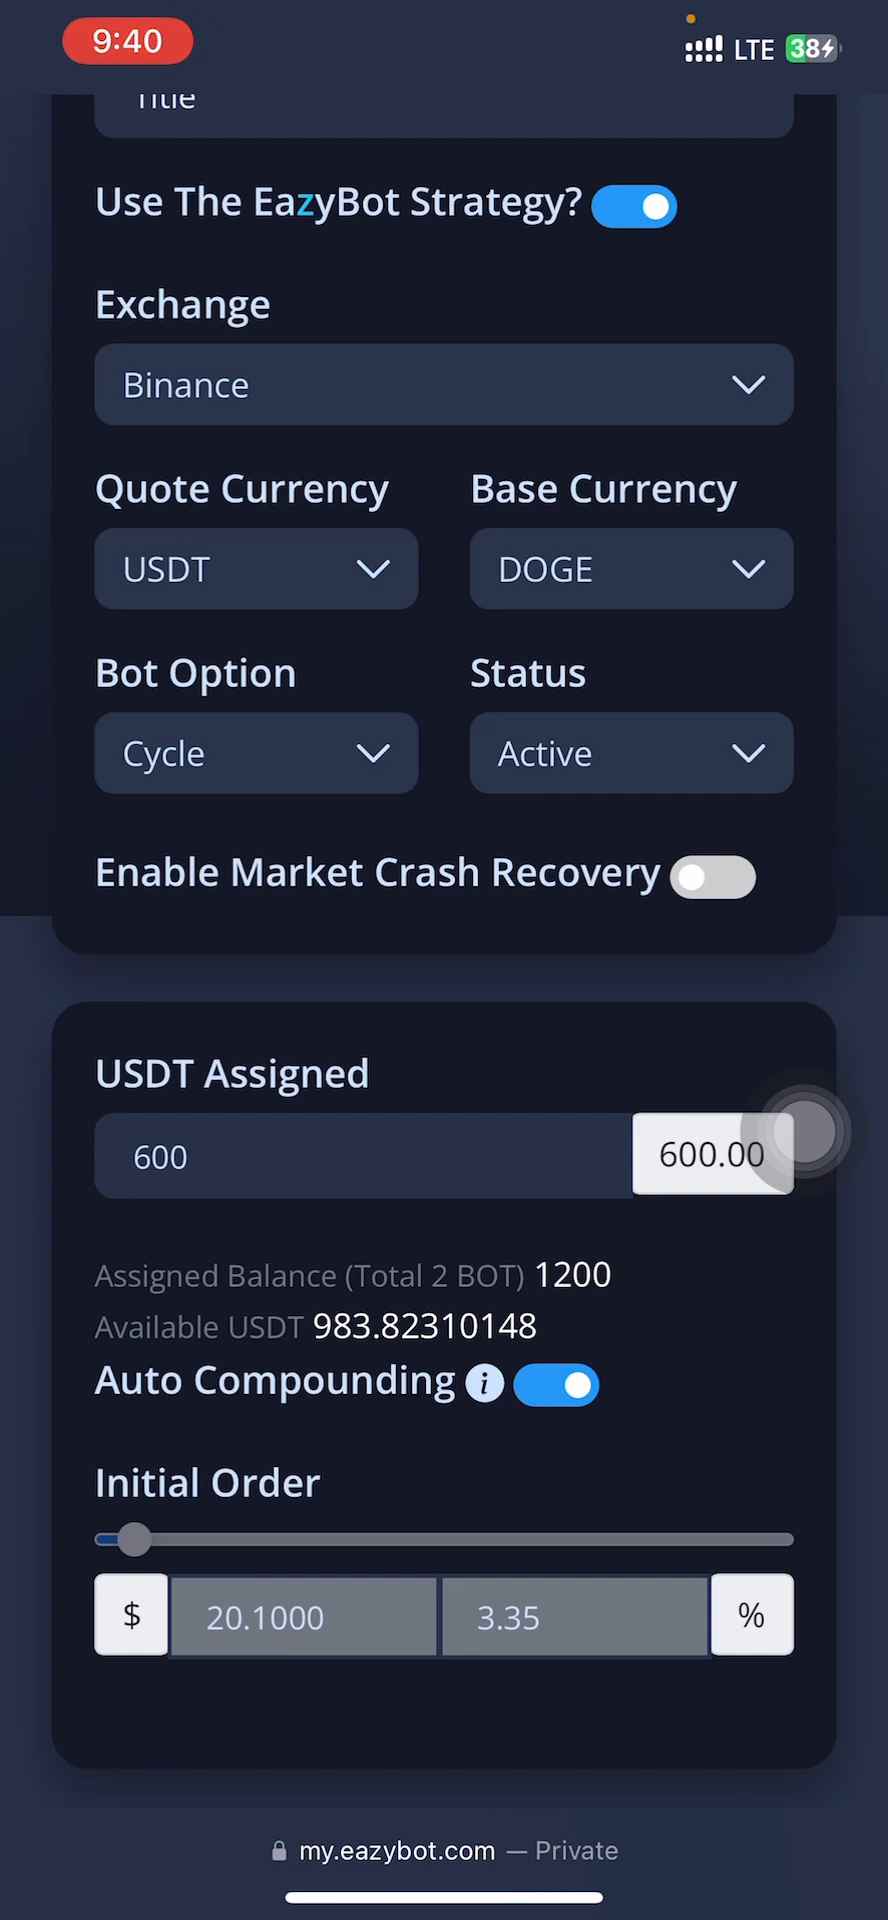 9:40
LTE 38
Title
Use The EazyBot Strategy?
Exchange
Binance
Quote Currency Base Currency
USDT DOGE
Bot Option Status
Cycle Active
Enable Market Crash Recovery
USDT Assigned
600 600.00
Assigned Balance (Total 2 BOT) 1200
Available USDT 983.82310148
Auto Compounding i
Initial Order
$ 20.1000 3.35 %
my.eazybot.com — Private